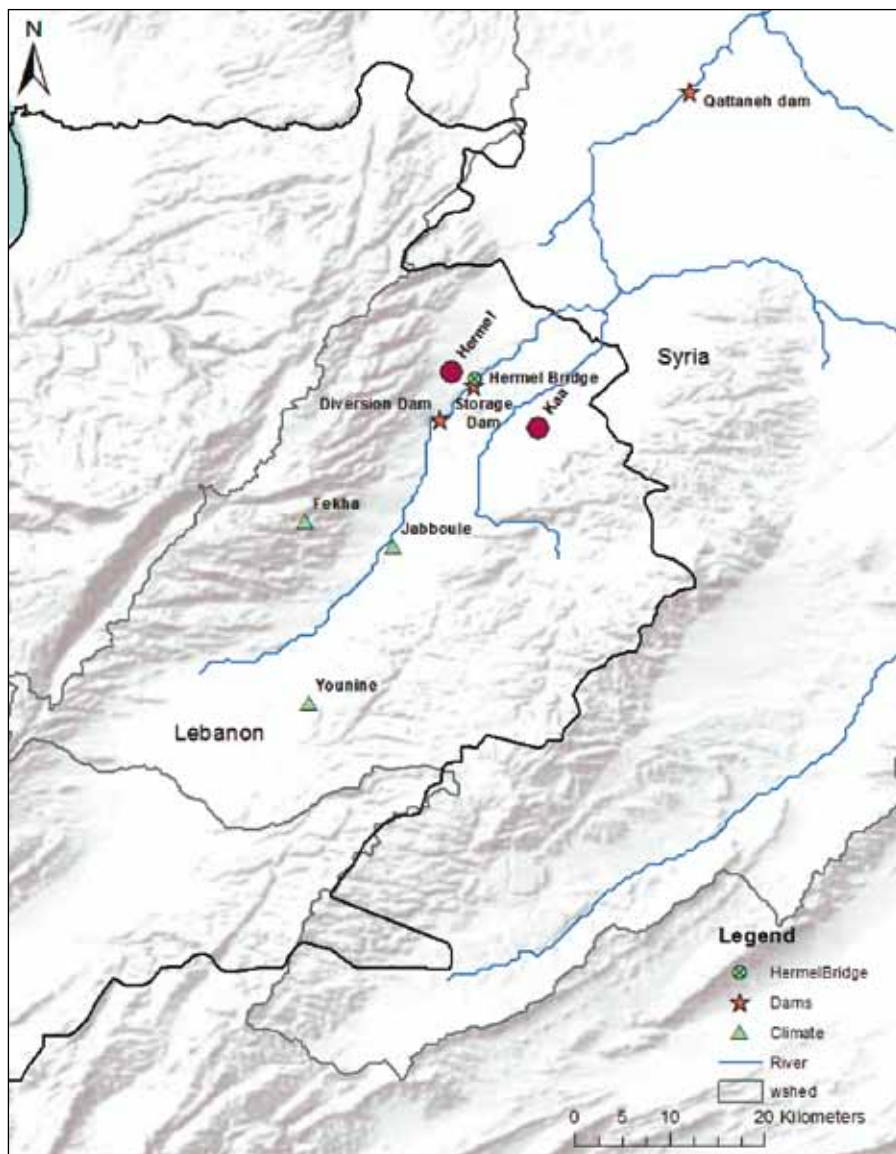 N
Qattaneh dam
Syria
Hermel
Hermel Bridge
Diversion Dam
Storage
Dam
Kaa
Fekha
Jabboule
Younine
Lebanon
Legend
HermelBridge
Dams
Climate
River
wshed
0 5 10 20 Kilometers